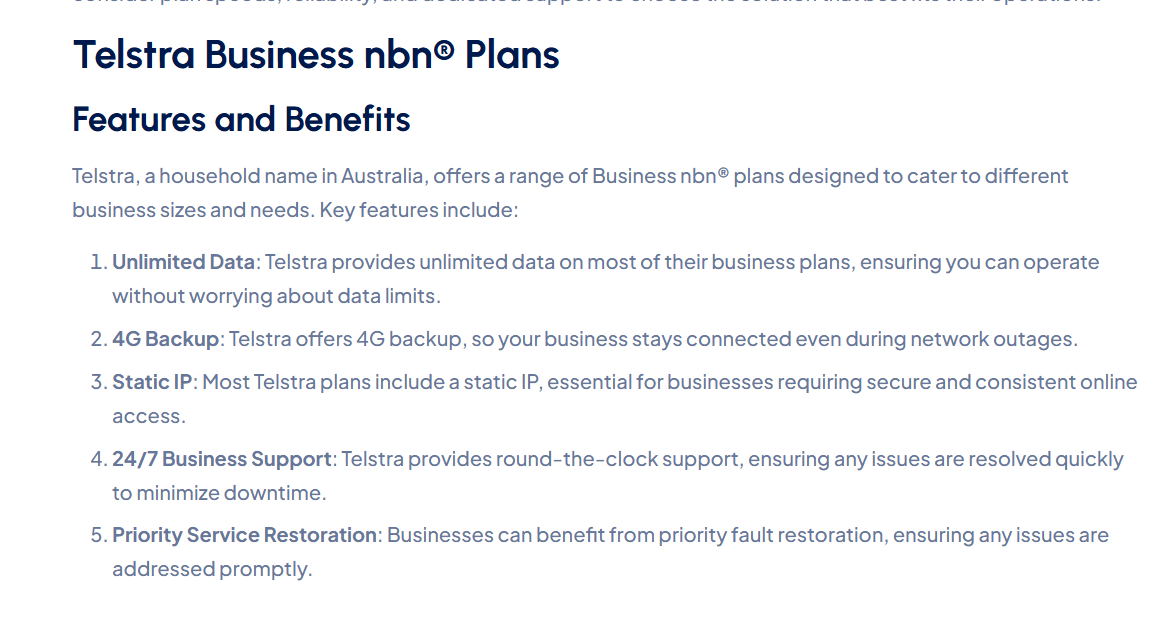 Telstra Business nbn® Plans
Features and Benefits
Telstra, a household name in Australia, offers a range of Business nbn® plans designed to cater to different
business sizes and needs. Key features include:
1. Unlimited Data: Telstra provides unlimited data on most of their business plans, ensuring you can operate
without worrying about data limits.
2. 4G Backup: Telstra offers 4G backup, so your business stays connected even during network outages.
3. Static IP: Most Telstra plans include a static IP, essential for businesses requiring secure and consistent online
access.
4. 24/7 Business Support: Telstra provides round-the-clock support, ensuring any issues are resolved quickly
to minimize downtime.
5. Priority Service Restoration: Businesses can benefit from priority fault restoration, ensuring any issues are
addressed promptly.